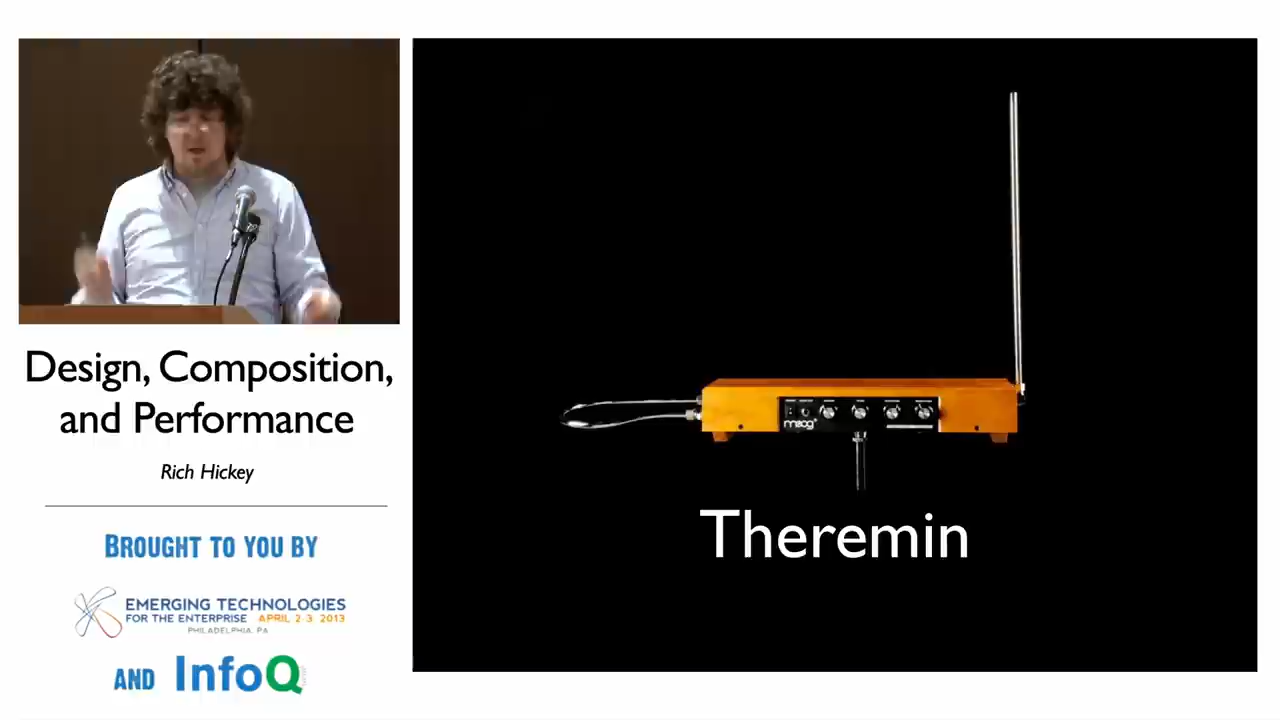 Design, Composition,
and Performance
Rich Hickey
BROUGHT TO YOU BY
EMERGING TECHNOLOGIES
FOR THE ENTERPRISE APRIL 2-3 2013
PHILADELPHIA, PA
AND InfoQ
moog
Theremin